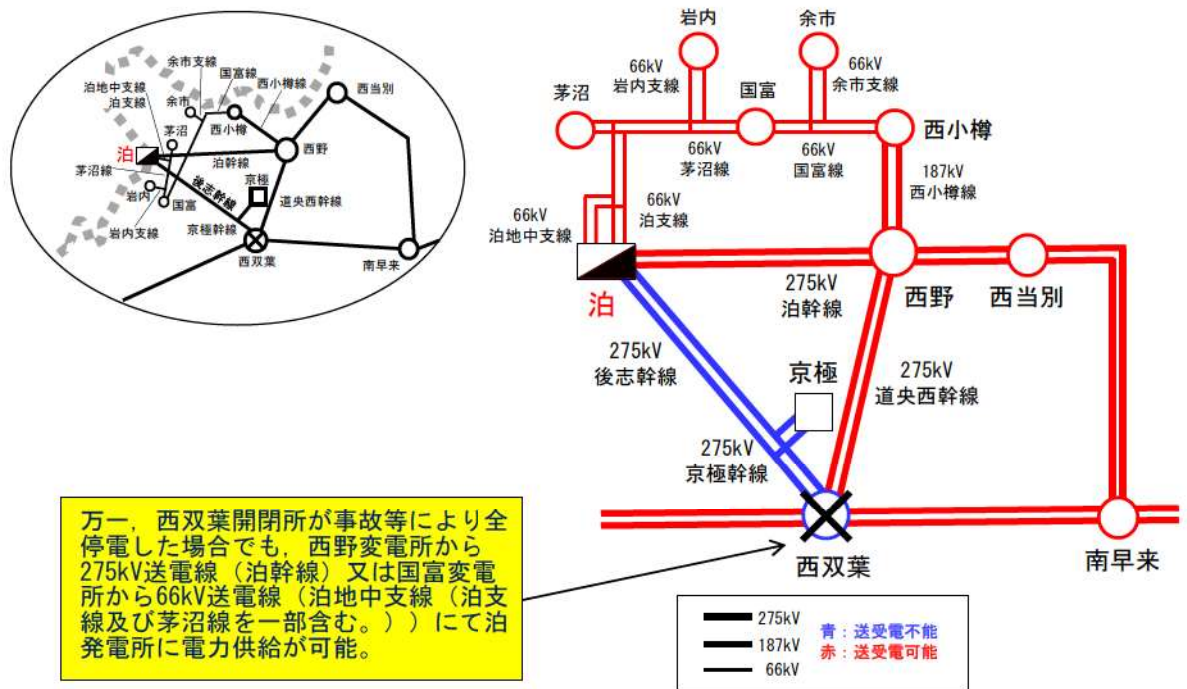 余市支線
国富線
西小樽線
泊地中支線
泊支線
余市
茅沼
西小樽
西当別
泊
泊幹線
西野
茅沼線
後志幹線
京極
道央西幹線
岩内
国富
岩内支線
京極幹線
西双葉
南早来
岩内
余市
66kV
岩内支線
66kV
余市支線
茅沼
国富
西小樽
66kV
茅沼線
66kV
国富線
187kV
西小樽線
66kV
泊地中支線
66kV
泊支線
泊
275kV
泊幹線
西野
西当別
275kV
後志幹線
京極
275kV
道央西幹線
275kV
京極幹線
西双葉
南早来
万一，西双葉開閉所が事故等により全
停電した場合でも，西野変電所から
275kV送電線（泊幹線）又は国富変電
所から66kV送電線（泊地中支線（泊支
線及び茅沼線を一部含む。））にて泊
発電所に電力供給が可能。
275kV
187kV
66kV
青：送受電不能
赤：送受電可能